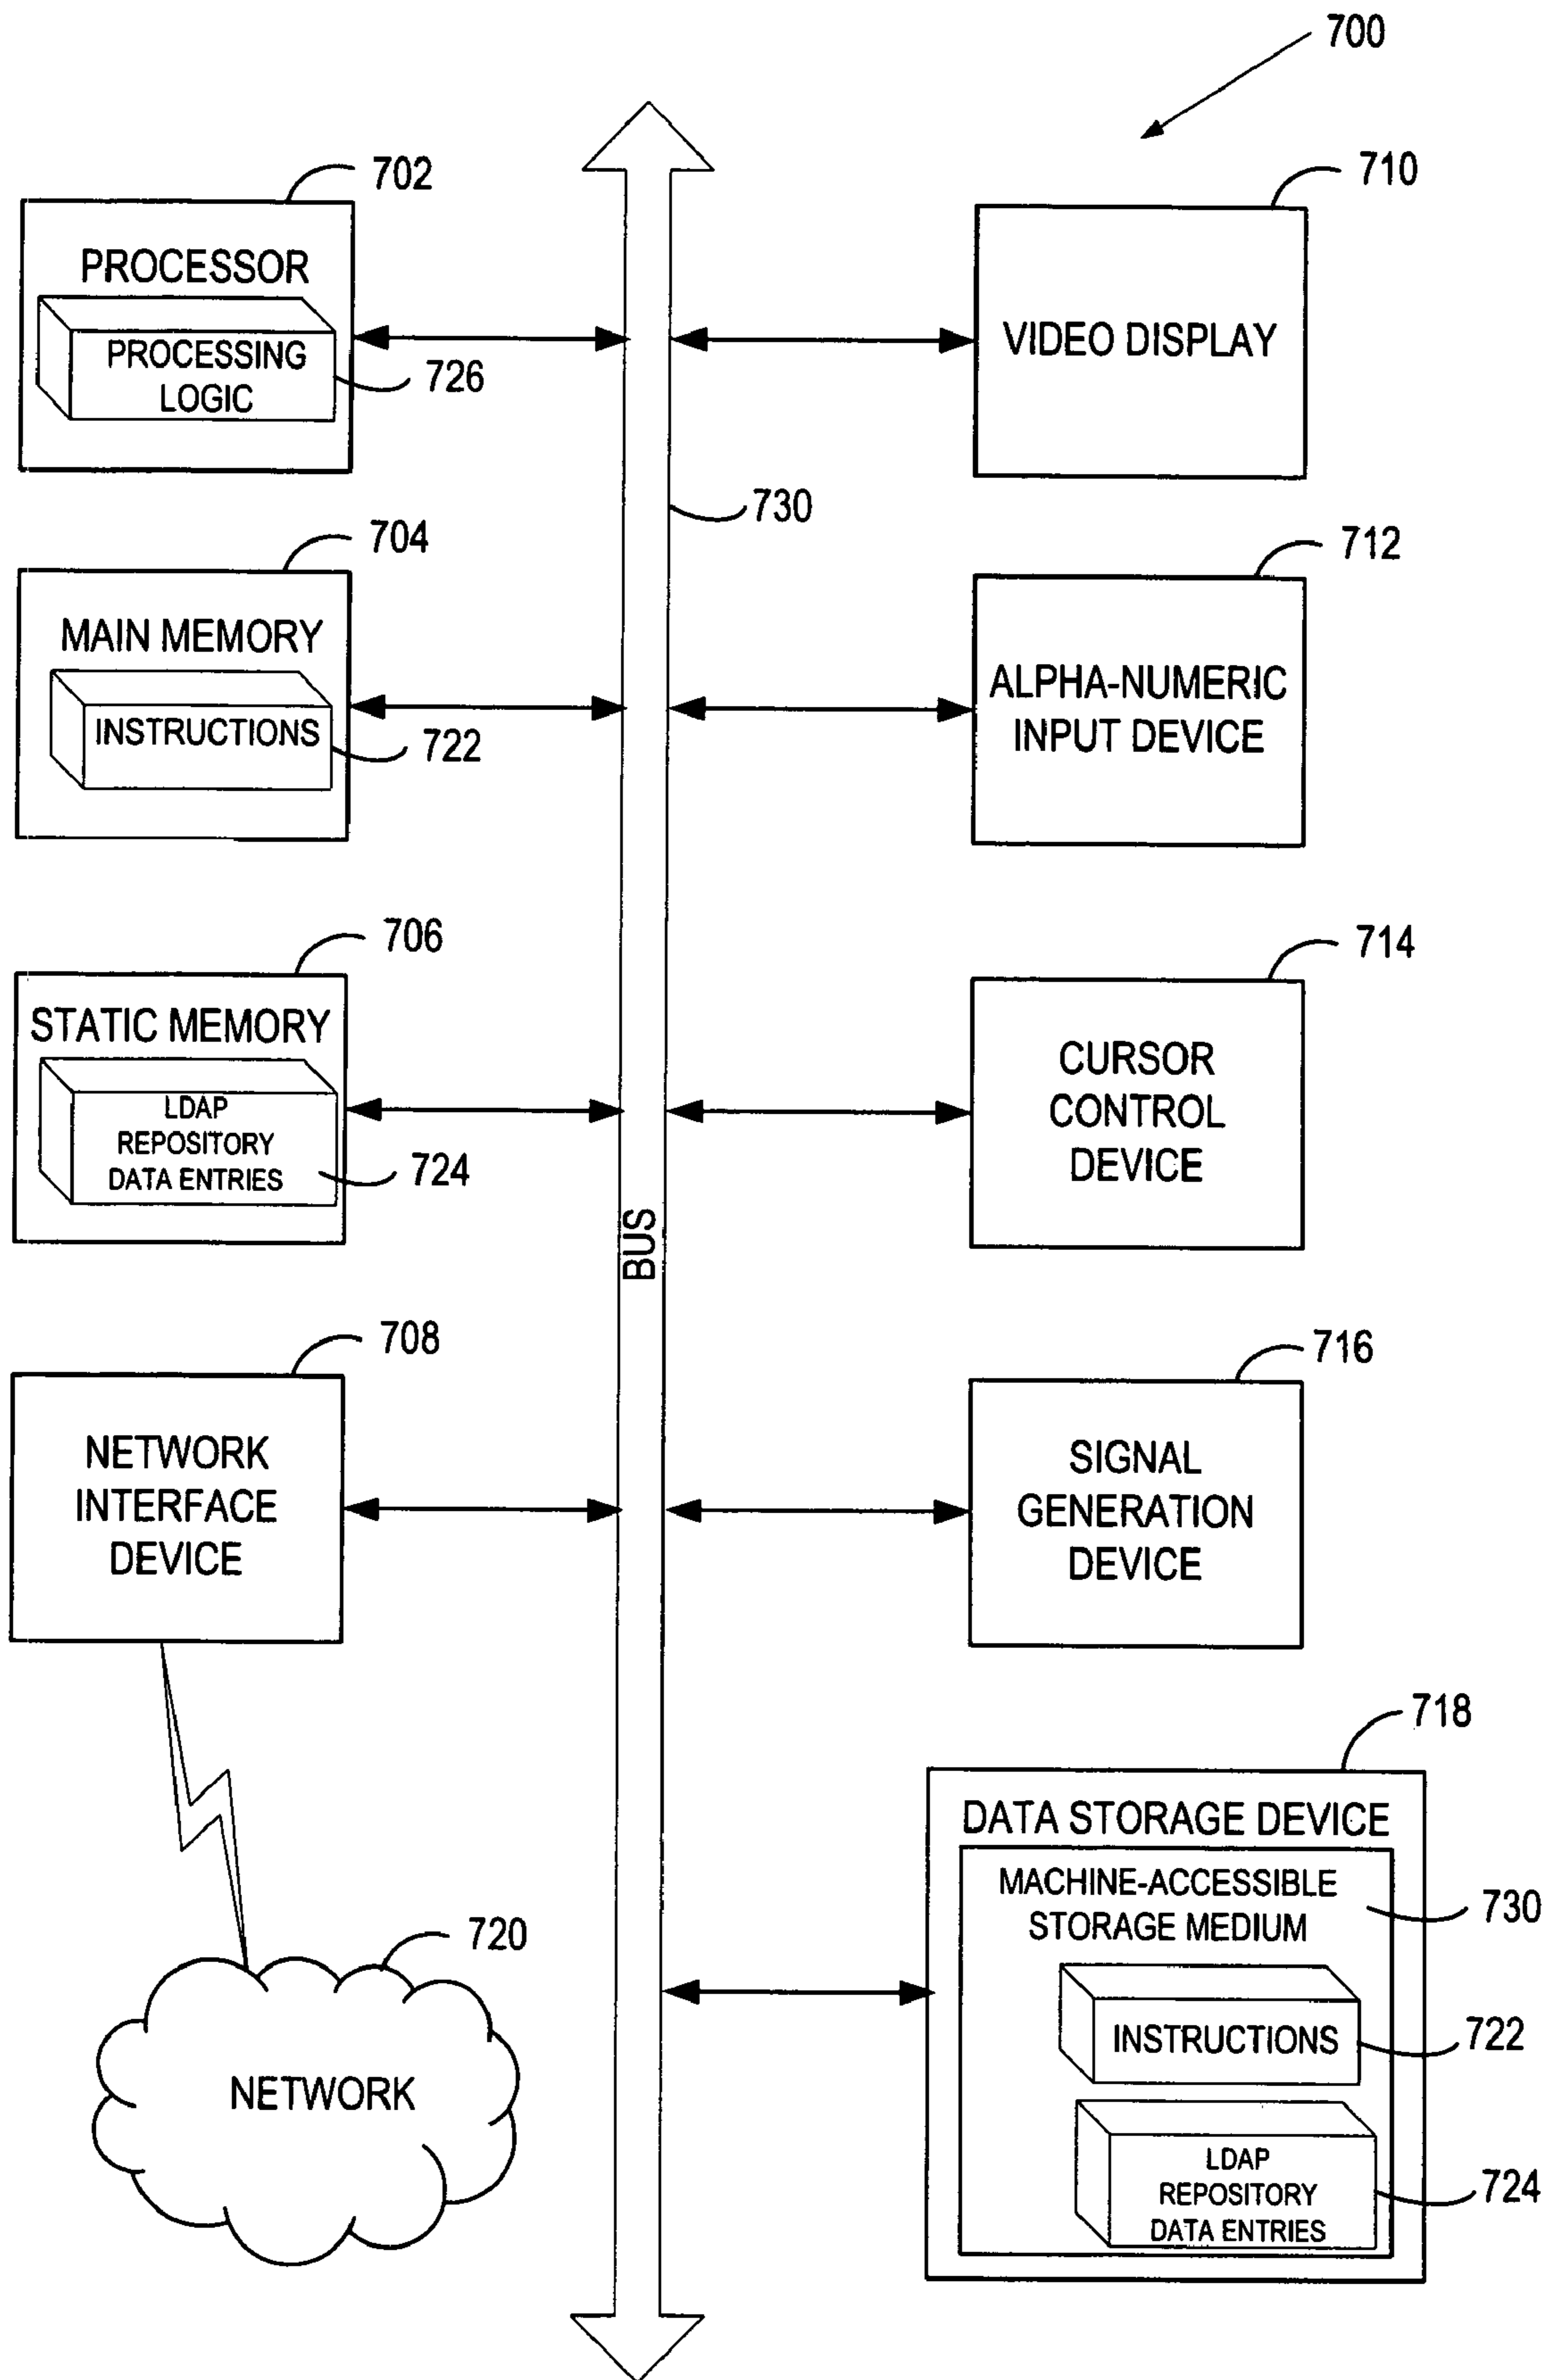 700
702
PROCESSOR
PROCESSING
LOGIC
726
710
VIDEO DISPLAY
730
704
MAIN MEMORY
INSTRUCTIONS
722
712
ALPHA-NUMERIC
INPUT DEVICE
706
STATIC MEMORY
LDAP
REPOSITORY
DATA ENTRIES
724
714
CURSOR
CONTROL
DEVICE
BUS
708
NETWORK
INTERFACE
DEVICE
716
SIGNAL
GENERATION
DEVICE
720
NETWORK
718
DATA STORAGE DEVICE
MACHINE-ACCESSIBLE
STORAGE MEDIUM
730
INSTRUCTIONS
722
LDAP
REPOSITORY
DATA ENTRIES
724